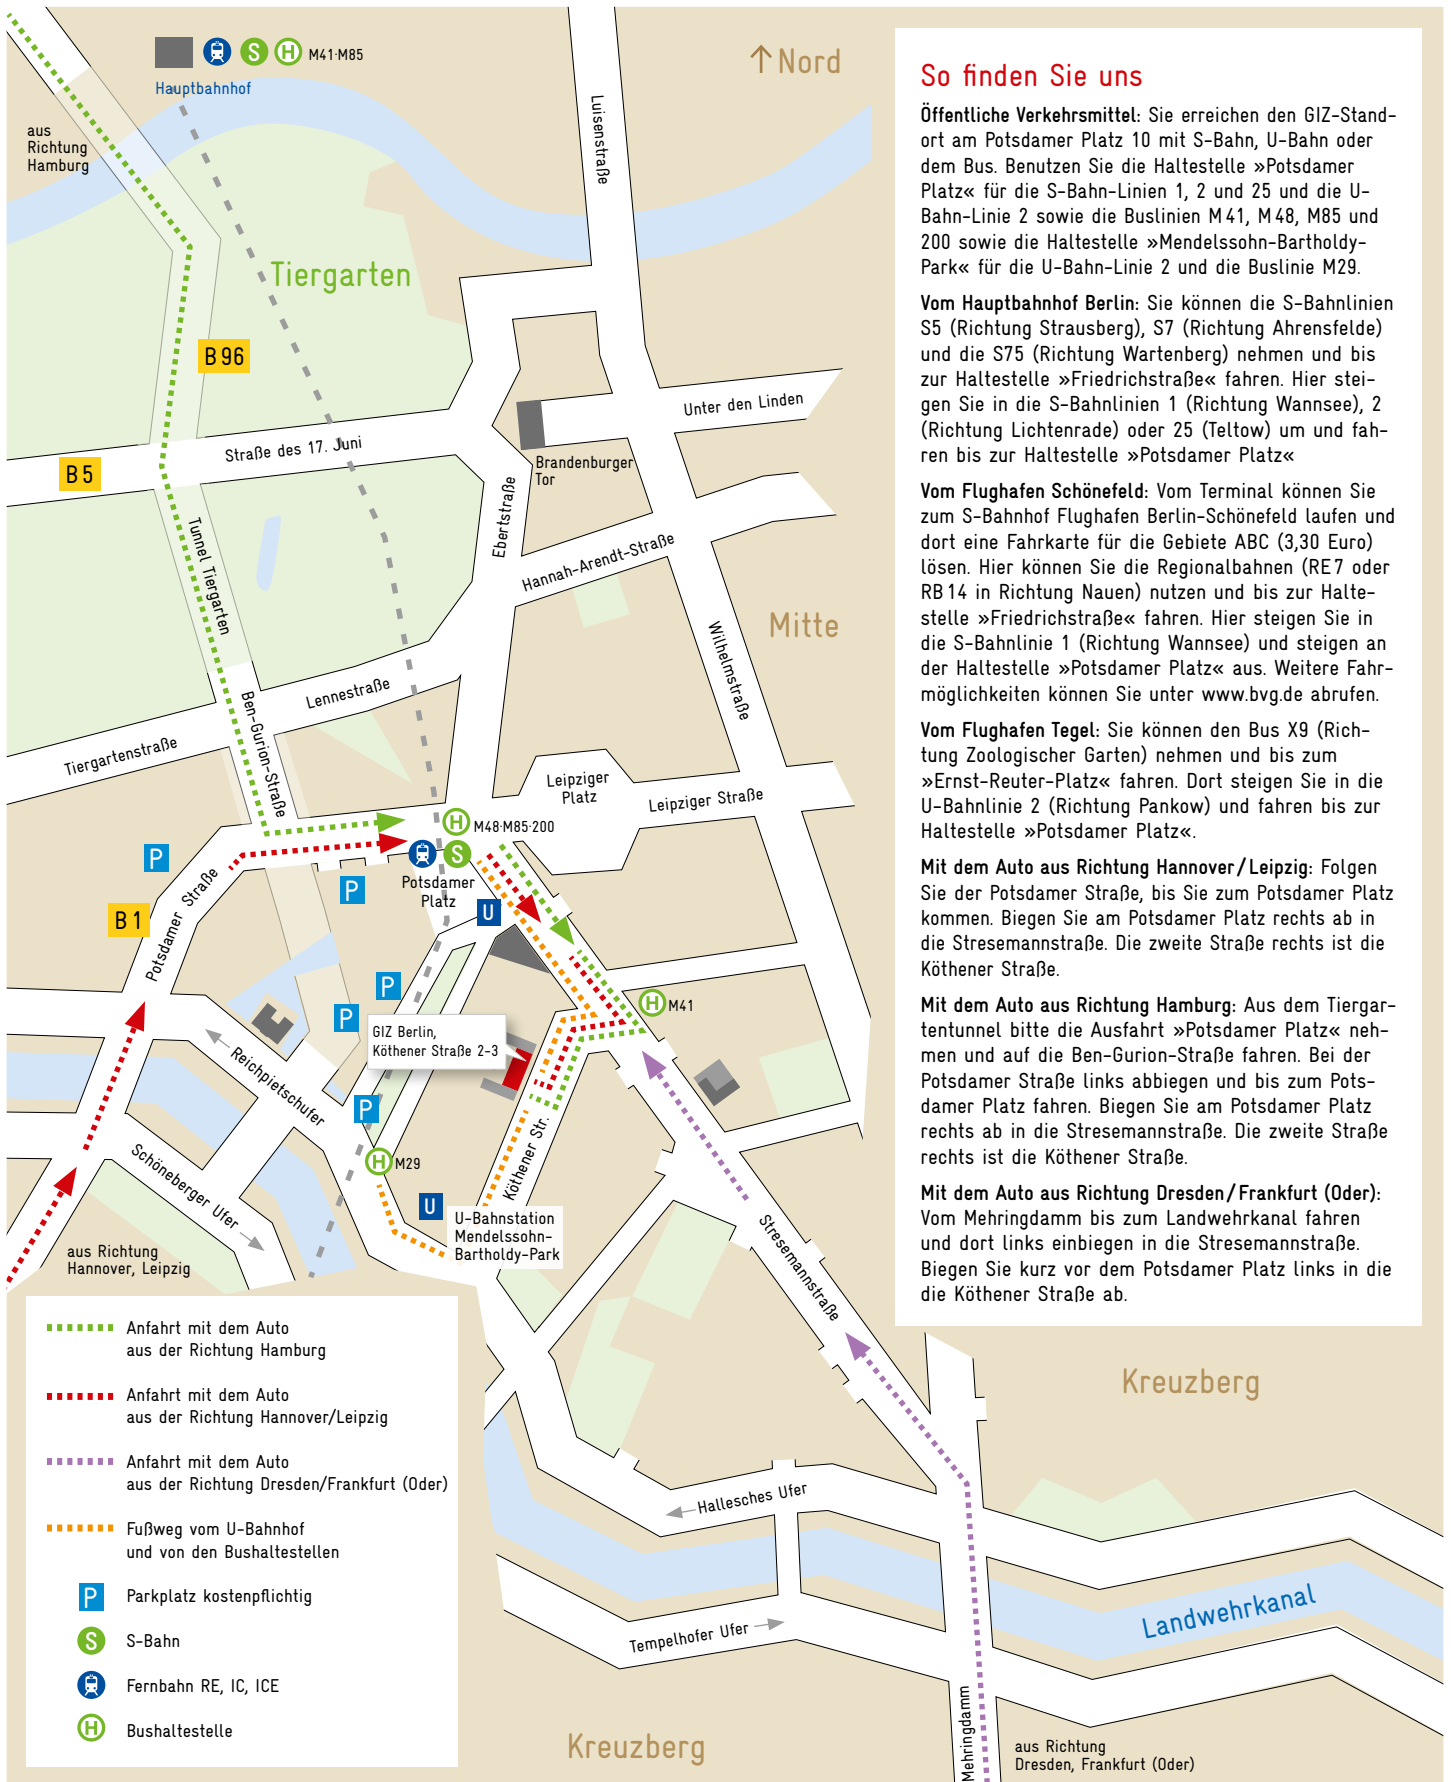 M41·M85
Hauptbahnhof
↑Nord
aus
Richtung
Hamburg
Luisenstraße
Tiergarten
B 96
Unter den Linden
Straße des 17. Juni
B 5
Brandenburger
Tor
Ebertstraße
Tunnel Tiergarten
Hannah-Arendt-Straße
Mitte
Wilhelmstraße
Lennestraße
Ben-Gurion-Straße
Tiergartenstraße
Leipziger
Platz
Leipziger Straße
H
M48·M85·200
P
S
Potsdamer
Platz
P
U
B 1
Potsdamer Straße
P
P
H
M41
GIZ Berlin,
Köthener Straße 2-3
Reichpietschufer
P
Köthener Str.
H
M29
Schöneberger Ufer
U
U-Bahnstation
Mendelssohn-
Bartholdy-Park
Stresemannstraße
aus Richtung
Hannover, Leipzig
Kreuzberg
Hallesches Ufer
Landwehrkanal
Tempelhofer Ufer
Mehringdamm
Kreuzberg
aus Richtung
Dresden, Frankfurt (Oder)
Anfahrt mit dem Auto
aus der Richtung Hamburg
Anfahrt mit dem Auto
aus der Richtung Hannover/Leipzig
Anfahrt mit dem Auto
aus der Richtung Dresden/Frankfurt (Oder)
Fußweg vom U-Bahnhof
und von den Bushaltestellen
P Parkplatz kostenpflichtig
S S-Bahn
Fernbahn RE, IC, ICE
H Bushaltestelle
So finden Sie uns
Öffentliche Verkehrsmittel: Sie erreichen den GIZ-Stand-
ort am Potsdamer Platz 10 mit S-Bahn, U-Bahn oder
dem Bus. Benutzen Sie die Haltestelle »Potsdamer
Platz« für die S-Bahn-Linien 1, 2 und 25 und die U-
Bahn-Linie 2 sowie die Buslinien M 41, M 48, M85 und
200 sowie die Haltestelle »Mendelssohn-Bartholdy-
Park« für die U-Bahn-Linie 2 und die Buslinie M29.
Vom Hauptbahnhof Berlin: Sie können die S-Bahnlinien
S5 (Richtung Strausberg), S7 (Richtung Ahrensfelde)
und die S75 (Richtung Wartenberg) nehmen und bis
zur Haltestelle »Friedrichstraße« fahren. Hier stei-
gen Sie in die S-Bahnlinien 1 (Richtung Wannsee), 2
(Richtung Lichtenrade) oder 25 (Teltow) um und fah-
ren bis zur Haltestelle »Potsdamer Platz«
Vom Flughafen Schönefeld: Vom Terminal können Sie
zum S-Bahnhof Flughafen Berlin-Schönefeld laufen und
dort eine Fahrkarte für die Gebiete ABC (3,30 Euro)
lösen. Hier können Sie die Regionalbahnen (RE 7 oder
RB 14 in Richtung Nauen) nutzen und bis zur Halte-
stelle »Friedrichstraße« fahren. Hier steigen Sie in
die S-Bahnlinie 1 (Richtung Wannsee) und steigen an
der Haltestelle »Potsdamer Platz« aus. Weitere Fahr-
möglichkeiten können Sie unter www.bvg.de abrufen.
Vom Flughafen Tegel: Sie können den Bus X9 (Rich-
tung Zoologischer Garten) nehmen und bis zum
»Ernst-Reuter-Platz« fahren. Dort steigen Sie in die
U-Bahnlinie 2 (Richtung Pankow) und fahren bis zur
Haltestelle »Potsdamer Platz«.
Mit dem Auto aus Richtung Hannover / Leipzig: Folgen
Sie der Potsdamer Straße, bis Sie zum Potsdamer Platz
kommen. Biegen Sie am Potsdamer Platz rechts ab in
die Stresemannstraße. Die zweite Straße rechts ist die
Köthener Straße.
Mit dem Auto aus Richtung Hamburg: Aus dem Tiergar-
tentunnel bitte die Ausfahrt »Potsdamer Platz« neh-
men und auf die Ben-Gurion-Straße fahren. Bei der
Potsdamer Straße links abbiegen und bis zum Pots-
damer Platz fahren. Biegen Sie am Potsdamer Platz
rechts ab in die Stresemannstraße. Die zweite Straße
rechts ist die Köthener Straße.
Mit dem Auto aus Richtung Dresden / Frankfurt (Oder):
Vom Mehringdamm bis zum Landwehrkanal fahren
und dort links einbiegen in die Stresemannstraße.
Biegen Sie kurz vor dem Potsdamer Platz links in die
die Köthener Straße ab.